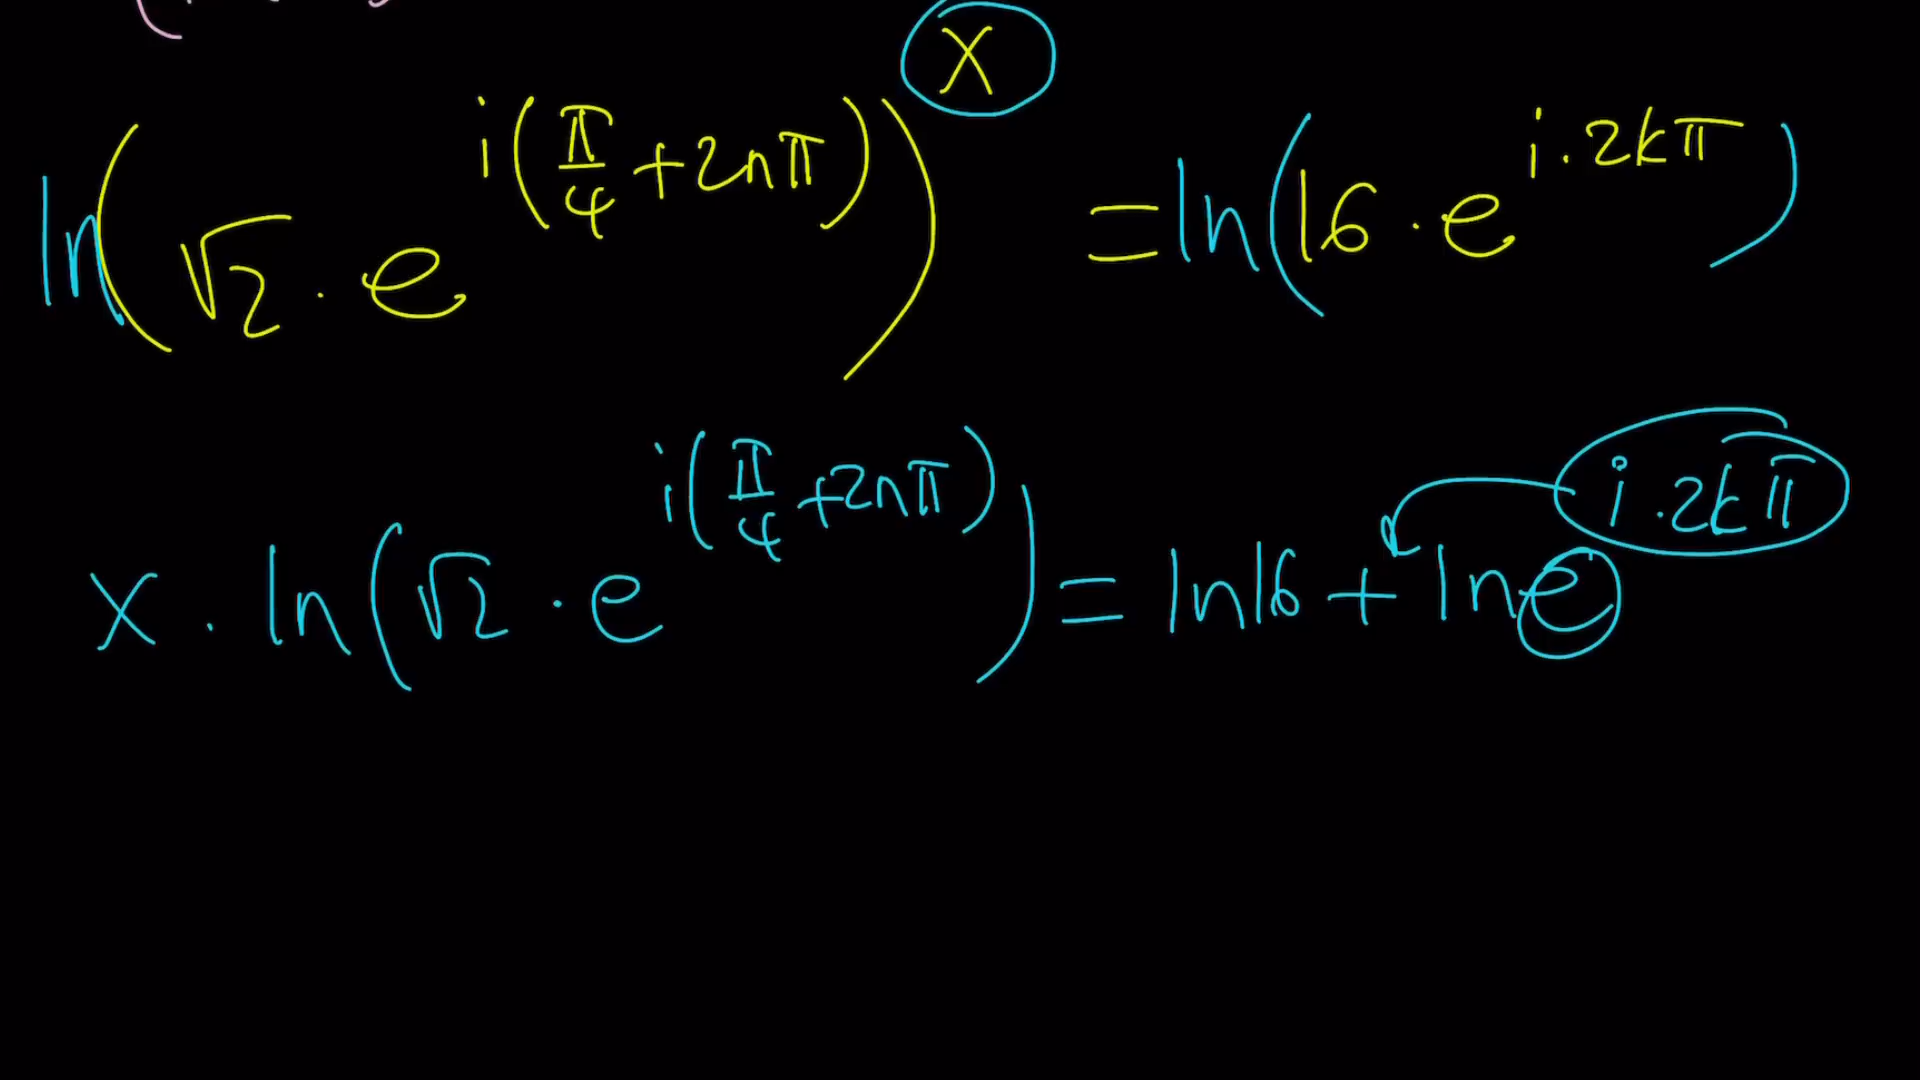 ln(√2 · e^{i(π/4 + 2nπ)})^x = ln(16 · e^{i·2kπ})
x · ln(√2 · e^{i(π/4 + 2nπ)}) = ln16 + ln e^{i·2kπ}